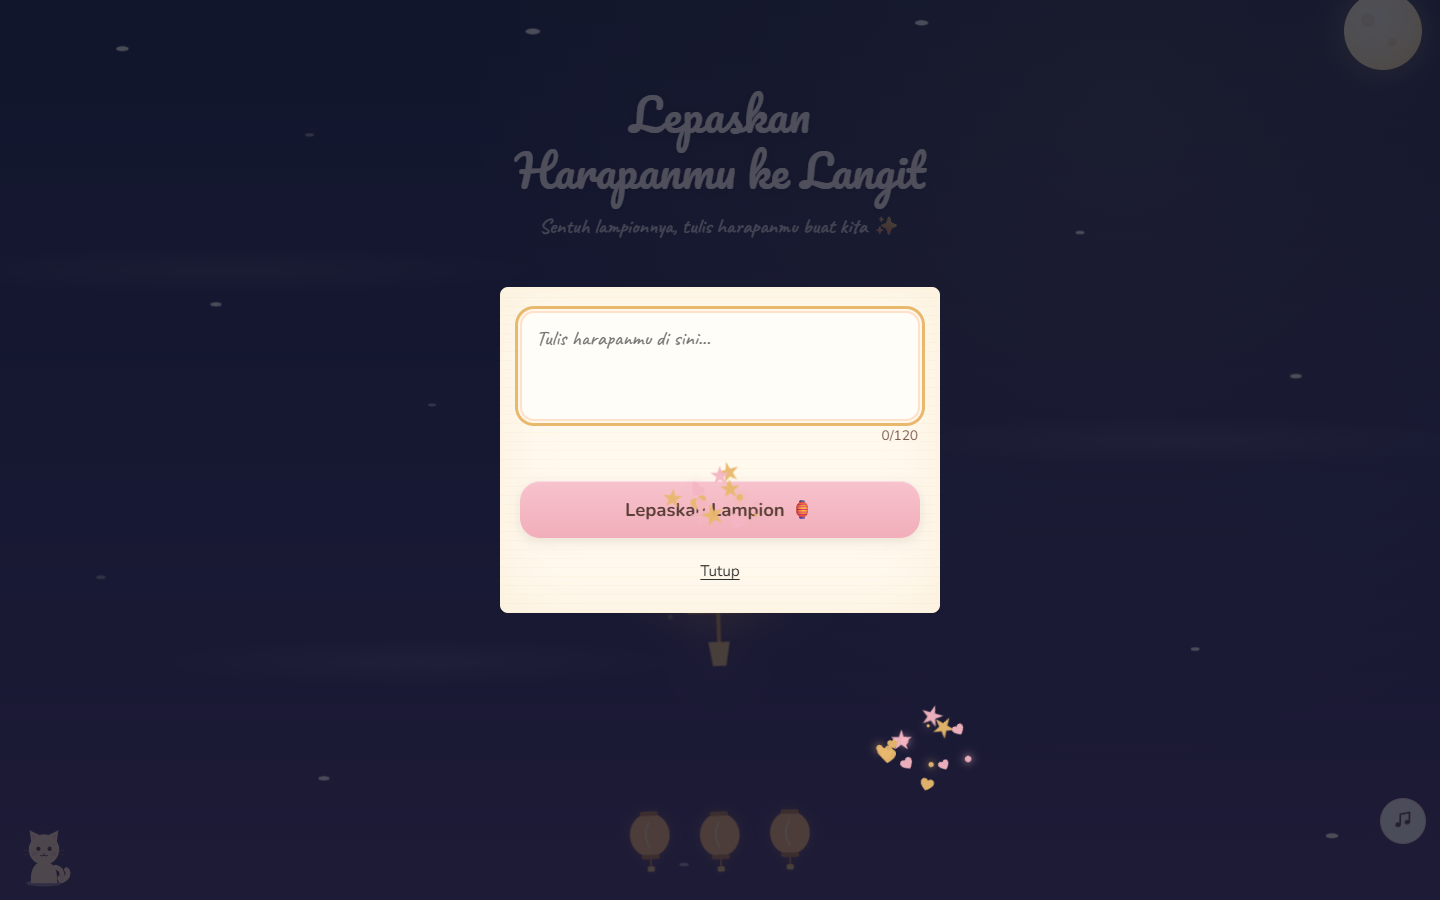 Lepaskan
Harapanmu ke Langit
Sentuh lampionnya, tulis harapanmu buat kita ✨
Tulis harapanmu di sini...
0/120
Lepaskan Lampion 🏮
Tutup